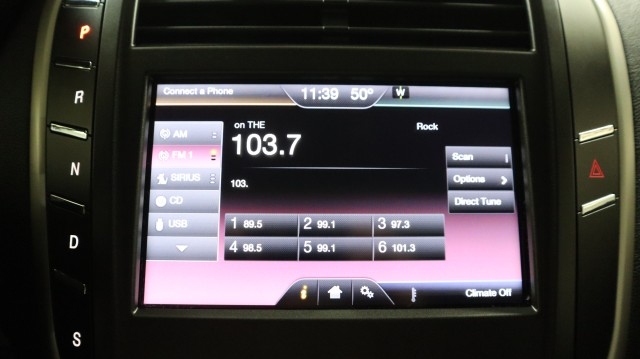 P
R
N
D
S
Connect a Phone
11:39 50°
W
AM
FM 1
SIRIUS
CD
USB
on THE
Rock
103.7
103.
Scan
Options
Direct Tune
1 89.5 2 99.1 3 97.3
4 98.5 5 99.1 6 101.3
Climate Off